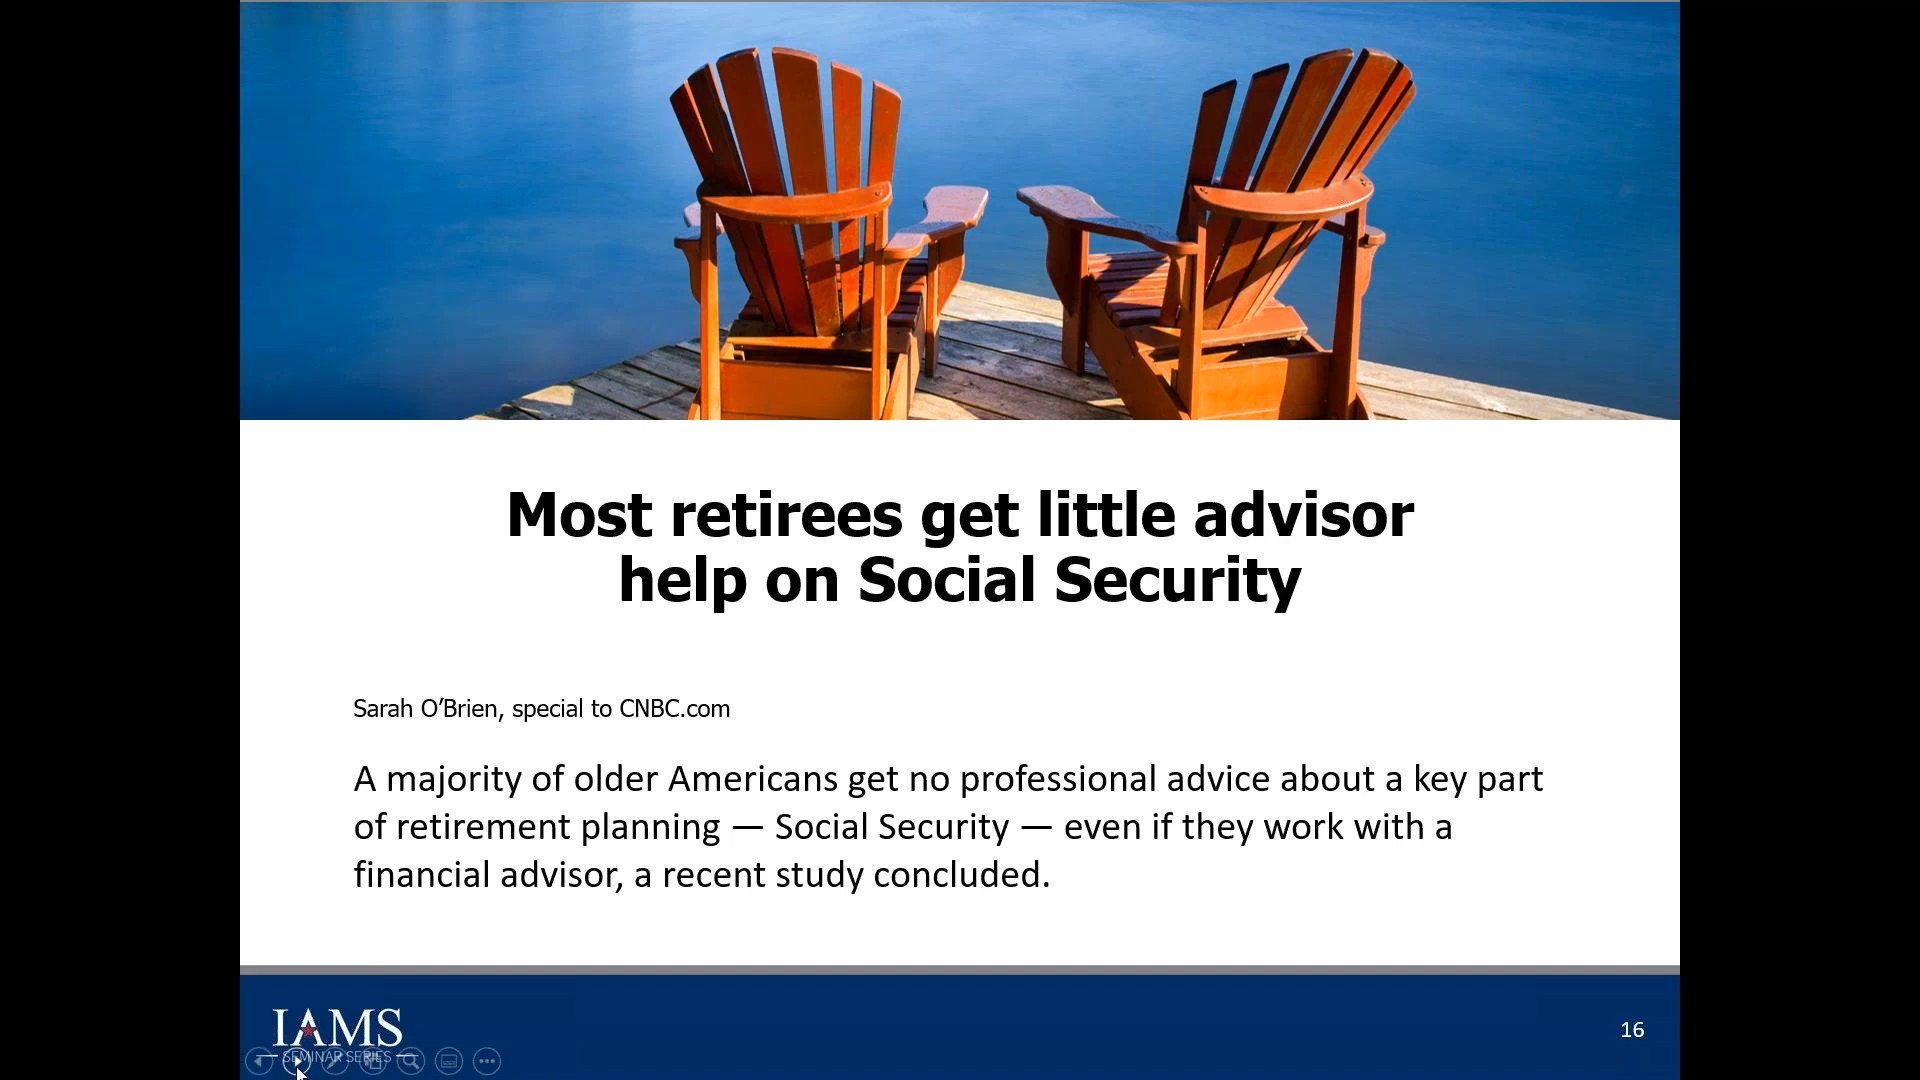 Most retirees get little advisor
help on Social Security
Sarah O’Brien, special to CNBC.com
A majority of older Americans get no professional advice about a key part
of retirement planning — Social Security — even if they work with a
financial advisor, a recent study concluded.
IAMS
SEMINAR SERIES
16